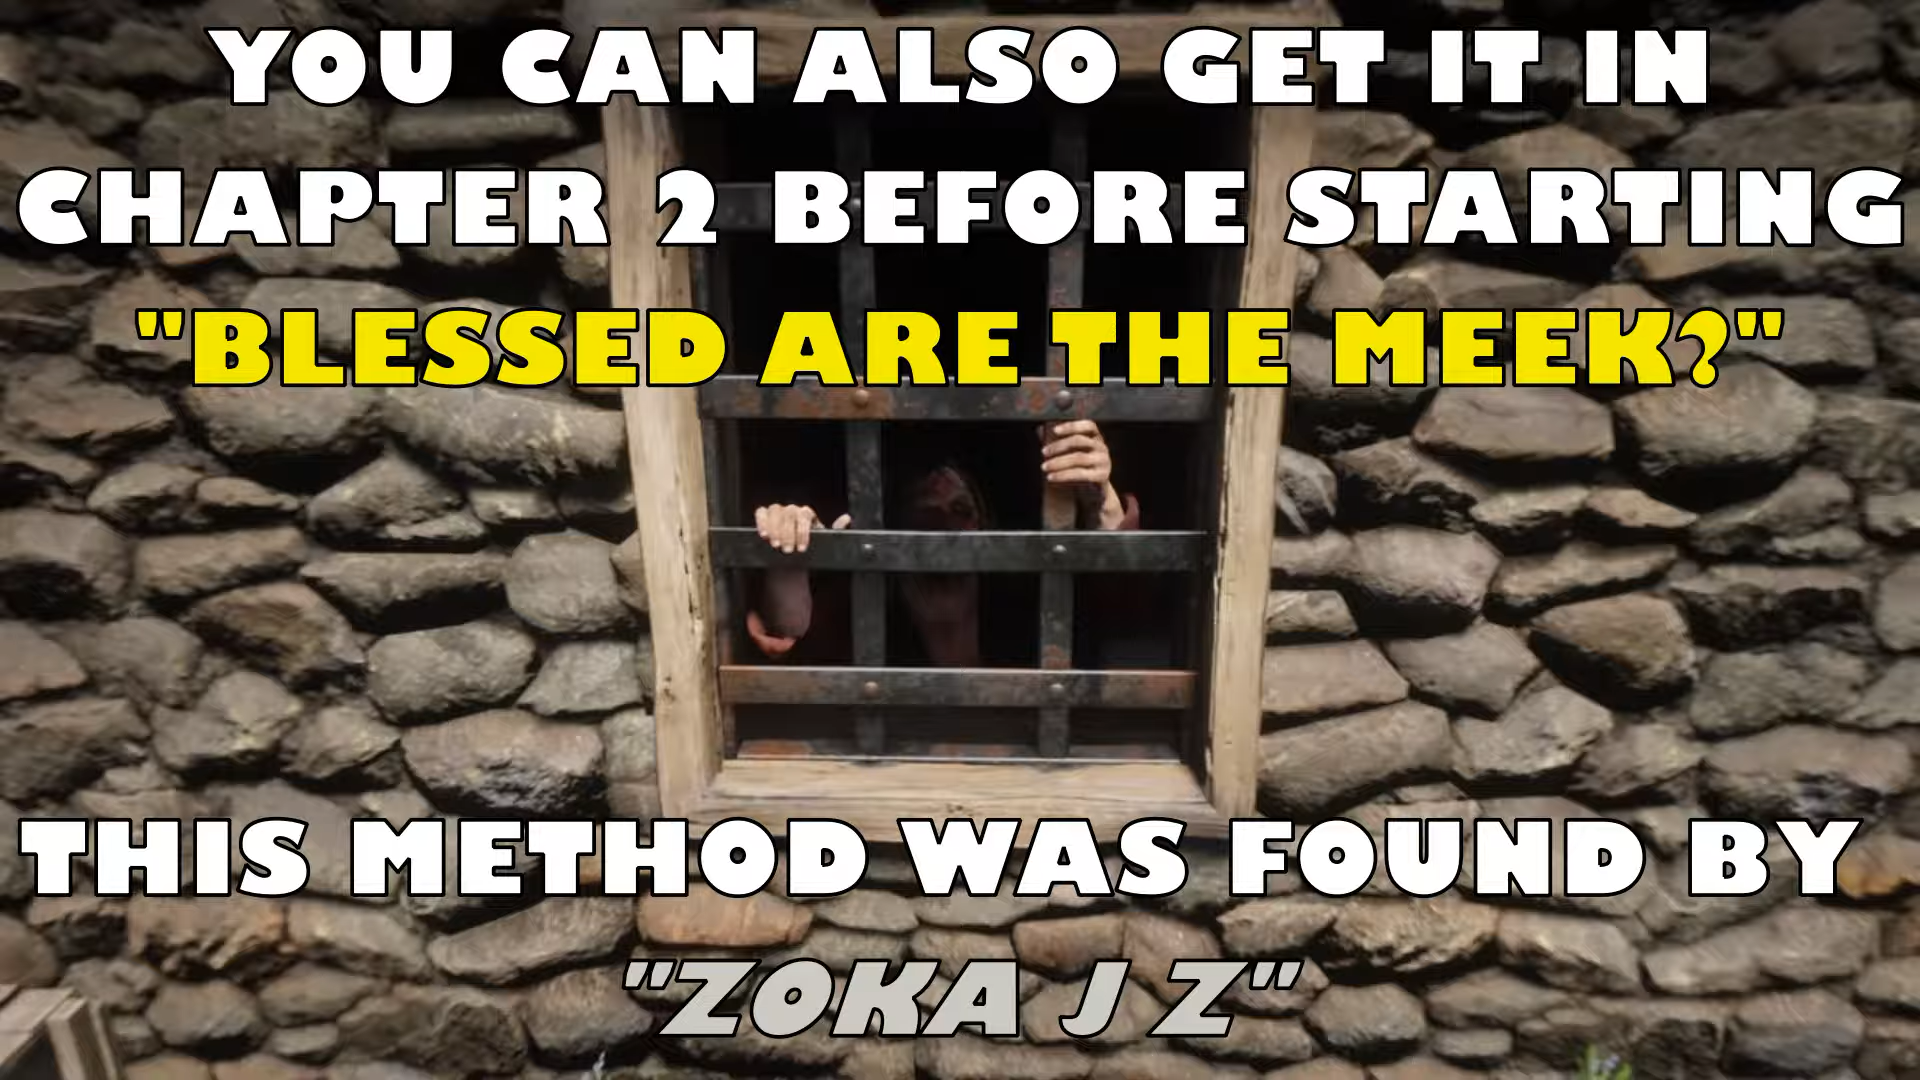 YOU CAN ALSO GET IT IN
CHAPTER 2 BEFORE STARTING
"BLESSED ARE THE MEEK?"
THIS METHOD WAS FOUND BY
"ZOKA J Z"